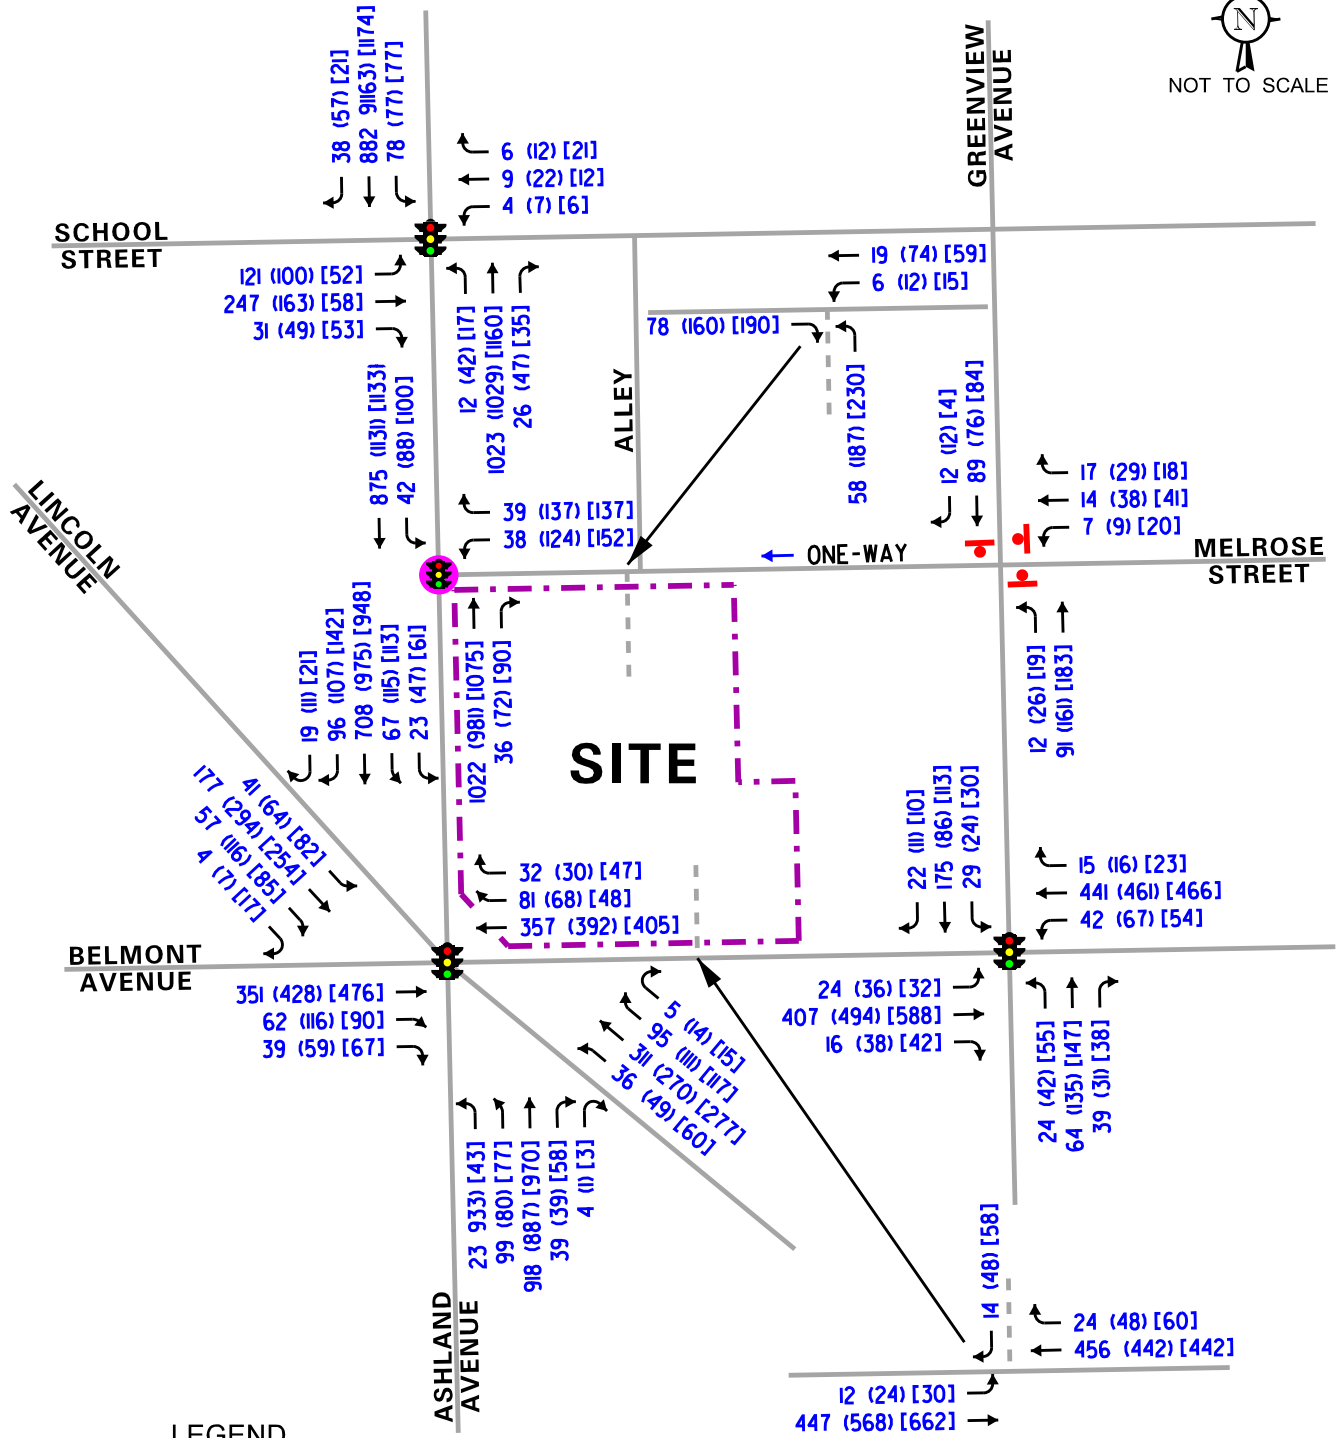 N
NOT TO SCALE
GREENVIEW
AVENUE
38 (57) [21]
882 91163) [1174]
78 (77) [77]
6 (12) [21]
9 (22) [12]
4 (7) [6]
SCHOOL
STREET
121 (100) [52]
247 (163) [58]
31 (49) [53]
12 (42) [17]
1023 (1029) [1160]
26 (47) [35]
19 (74) [59]
6 (12) [15]
78 (160) [190]
58 (187) [230]
ALLEY
875 (1131) [1133]
42 (88) [100]
12 (12) [4]
89 (76) [84]
39 (137) [137]
38 (124) [152]
17 (29) [18]
14 (38) [41]
7 (9) [20]
LINCOLN
AVENUE
ONE-WAY
MELROSE
STREET
19 (11) [21]
96 (107) [142]
708 (975) [948]
67 (115) [113]
23 (47) [61]
1022 (981) [1075]
36 (72) [90]
12 (26) [19]
91 (161) [183]
SITE
41 (64) [82]
177 (294) [254]
57 (116) [85]
4 (7) [17]
22 (11) [10]
175 (86) [113]
29 (24) [30]
32 (30) [47]
81 (68) [48]
357 (392) [405]
15 (16) [23]
441 (461) [466]
42 (67) [54]
BELMONT
AVENUE
351 (428) [476]
62 (116) [90]
39 (59) [67]
5 (14) [15]
95 (111) [117]
311 (270) [277]
36 (49) [60]
24 (36) [32]
407 (494) [588]
16 (38) [42]
24 (42) [55]
64 (135) [147]
39 (31) [38]
23 933) [43]
99 (80) [77]
918 (887) [970]
39 (39) [58]
4 (1) [3]
14 (48) [58]
24 (48) [60]
456 (442) [442]
12 (24) [30]
447 (568) [662]
ASHLAND
AVENUE
LEGEND